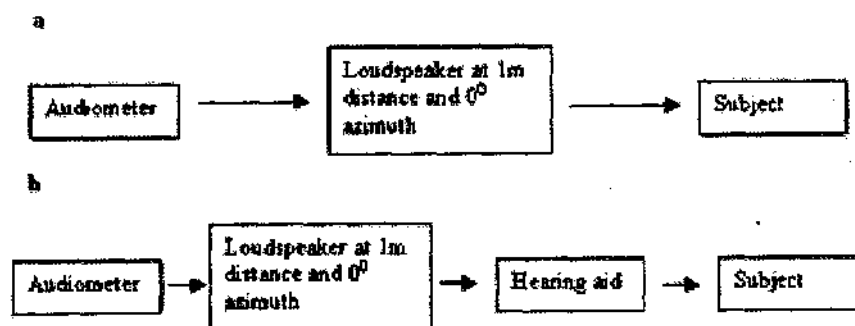 a
Audiometer
Loudspeaker at 1m
distance and 0⁰
azimuth
Subject
b
Audiometer
Loudspeaker at 1m
distance and 0⁰
azimuth
Hearing aid
Subject